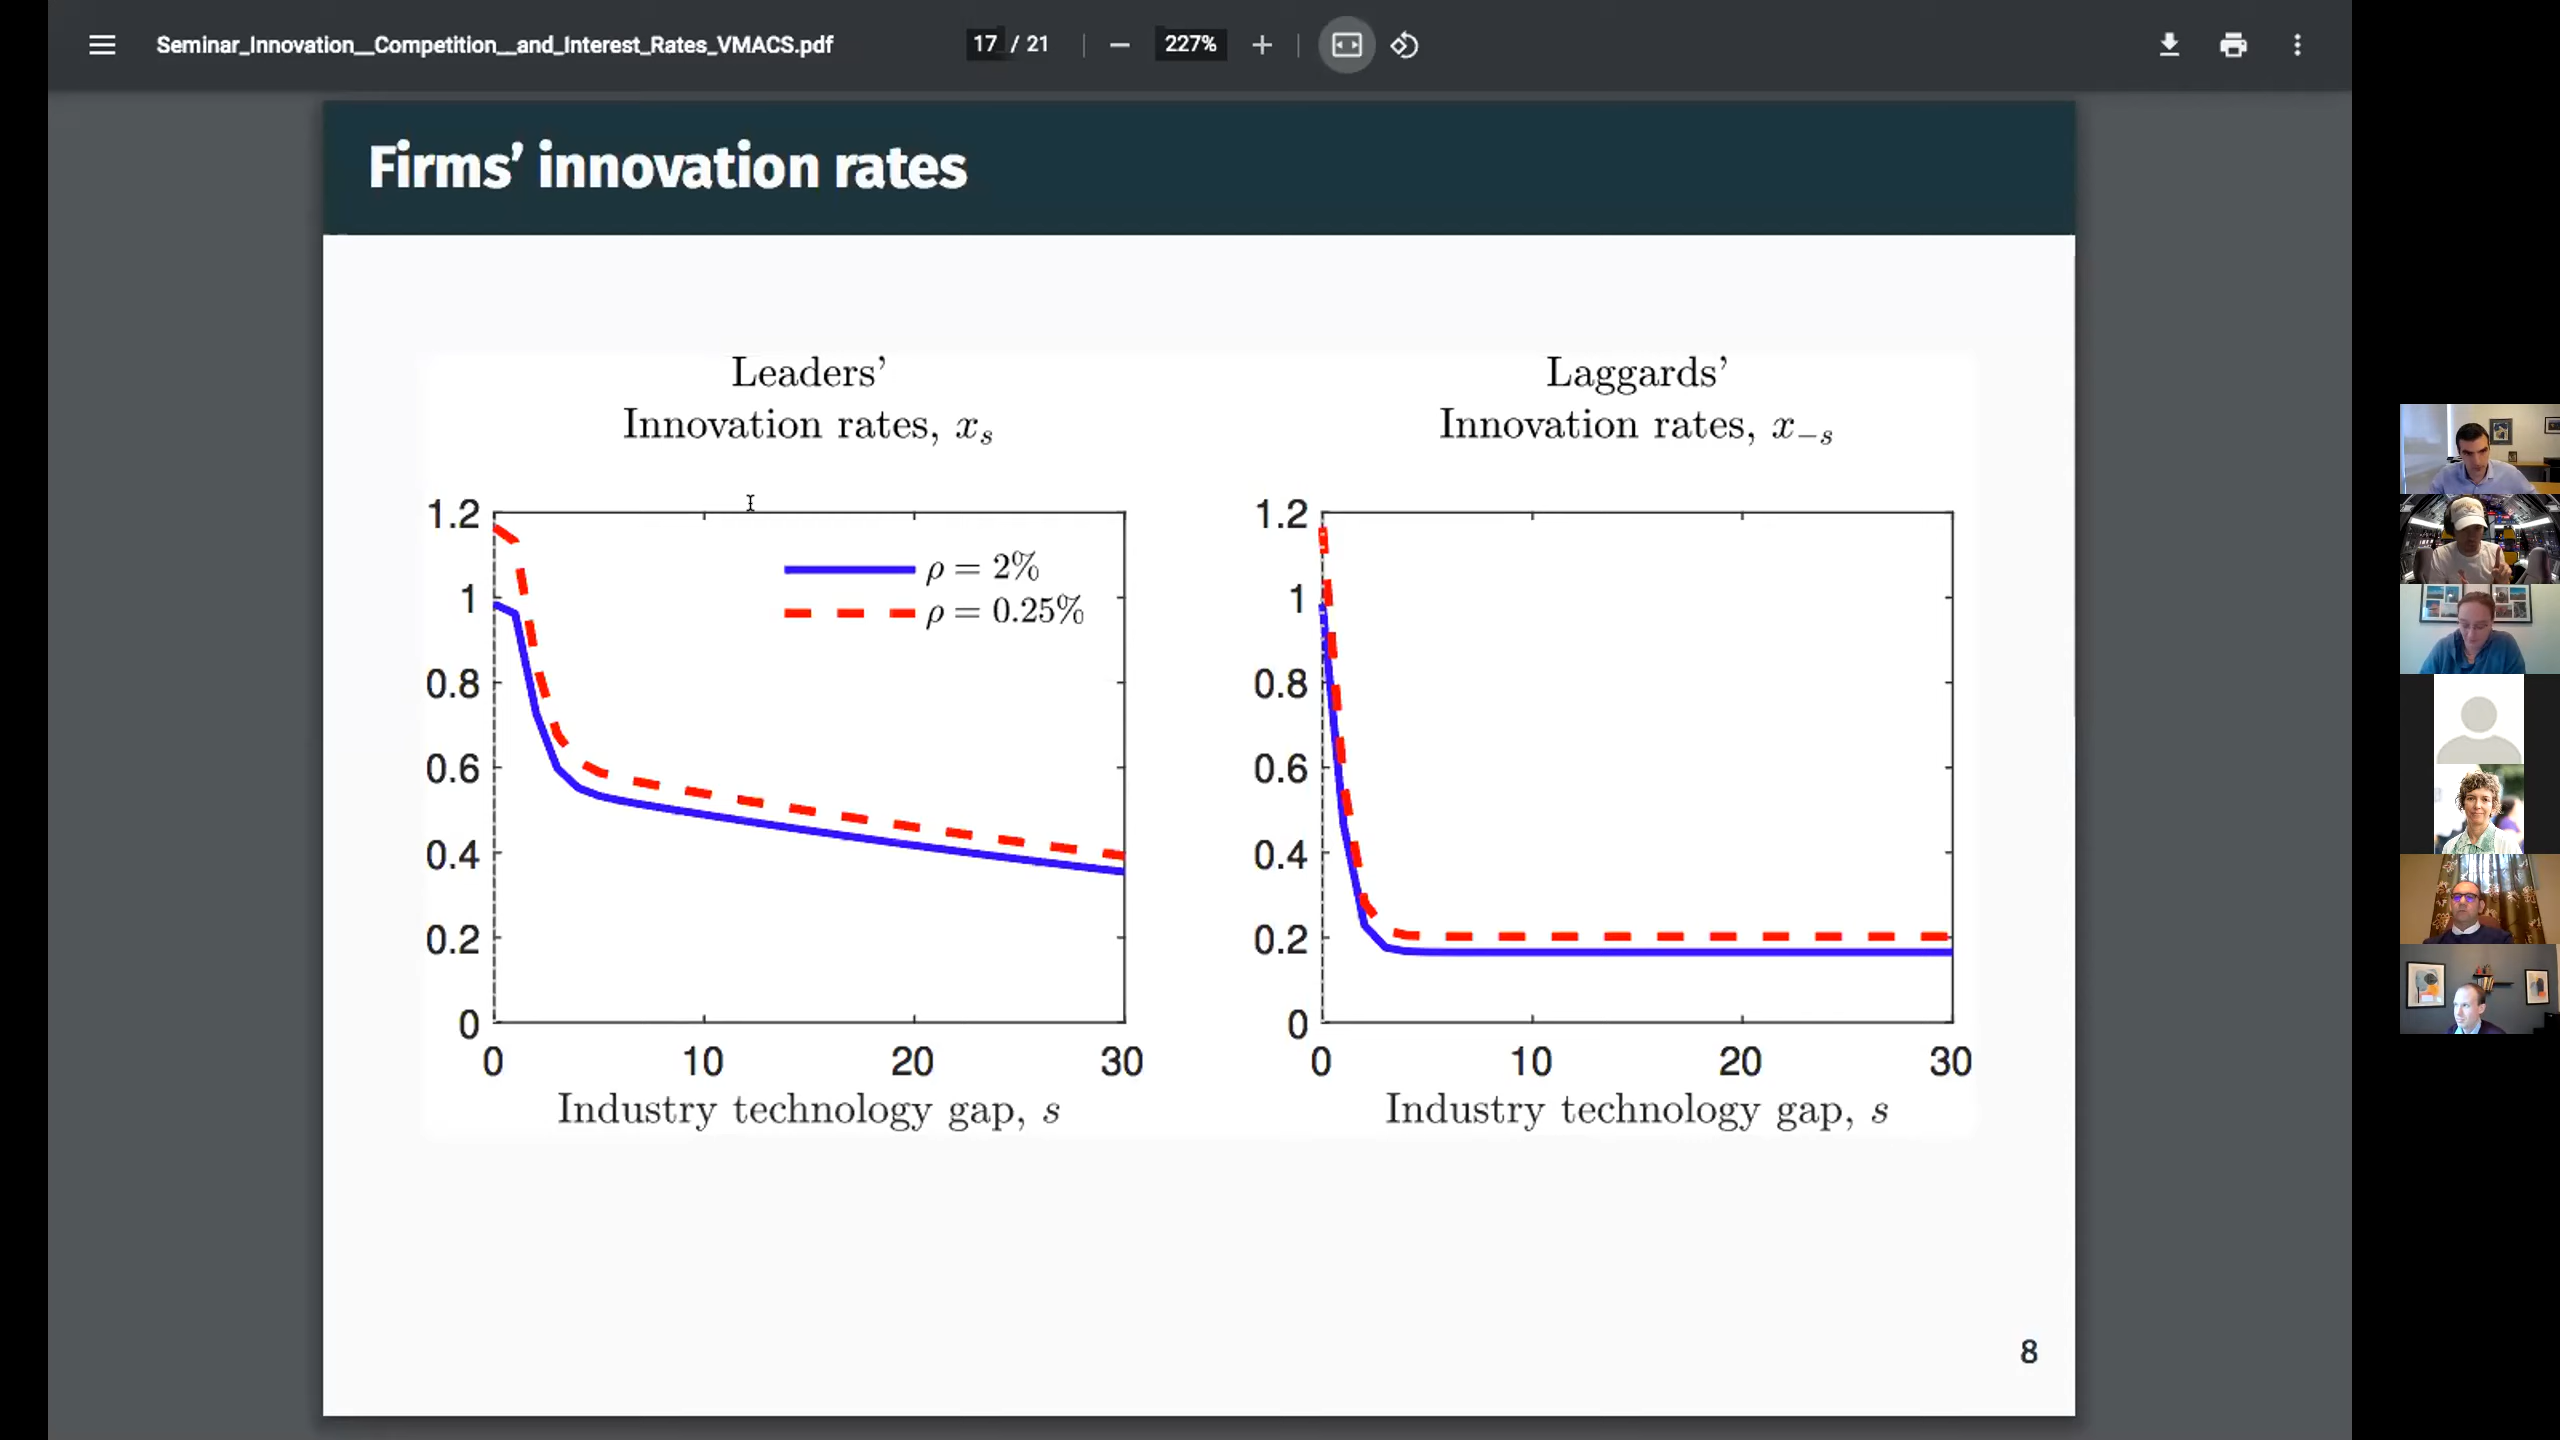 Seminar_Innovation__Competition__and_Interest_Rates_VMACS.pdf
17 / 21
227%
Firms’ innovation rates
Leaders’
Innovation rates, xₛ
1.2
1
0.8
0.6
0.4
0.2
0
0 10 20 30
Industry technology gap, s
ρ = 2%
ρ = 0.25%
Laggards’
Innovation rates, x₋ₛ
1.2
1
0.8
0.6
0.4
0.2
0
0 10 20 30
Industry technology gap, s
8